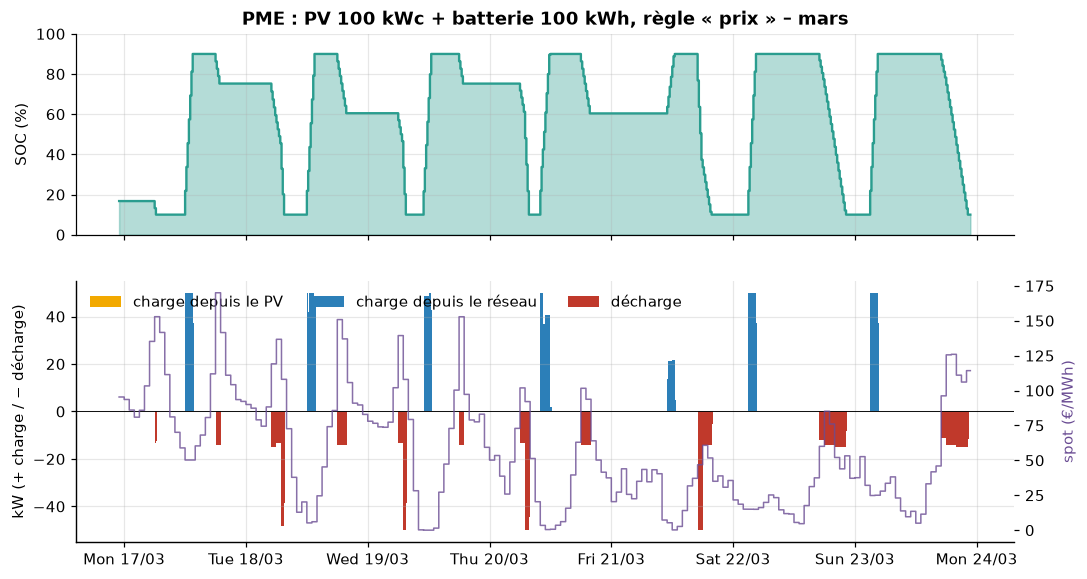 PME : PV 100 kWc + batterie 100 kWh, règle « prix » – mars
SOC (%)
100
80
60
40
20
0
charge depuis le PV
charge depuis le réseau
décharge
kW (+ charge / − décharge)
40
20
0
−20
−40
175
150
125
100
75
50
25
0
spot (€/MWh)
Mon 17/03
Tue 18/03
Wed 19/03
Thu 20/03
Fri 21/03
Sat 22/03
Sun 23/03
Mon 24/03